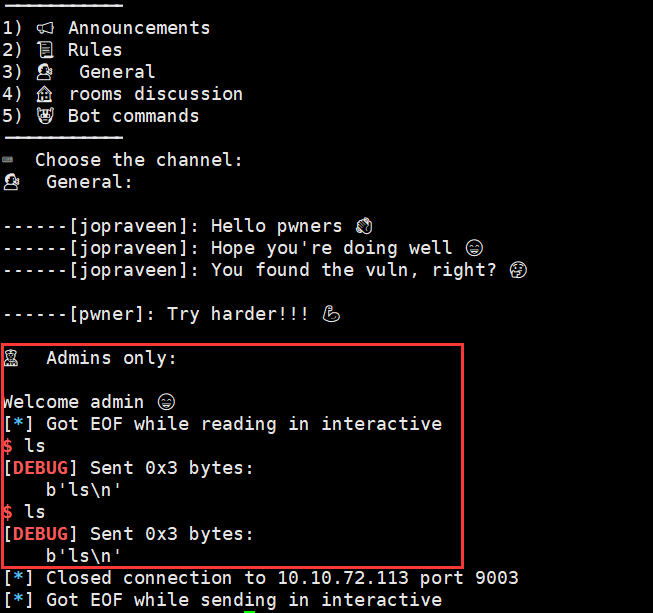 1) 📢 Announcements
2) 📜 Rules
3) 🗣 General
4) 🏠 rooms discussion
5) 🤖 Bot commands
------------
⌨ Choose the channel:
🗣 General:
------[jopraveen]: Hello pwners 👏
------[jopraveen]: Hope you're doing well 😄
------[jopraveen]: You found the vuln, right? 🤔
------[pwner]: Try harder!!! 💪
👮 Admins only:
Welcome admin 😄
[*] Got EOF while reading in interactive
$ ls
[DEBUG] Sent 0x3 bytes:
b'ls\n'
$ ls
[DEBUG] Sent 0x3 bytes:
b'ls\n'
[*] Closed connection to 10.10.72.113 port 9003
[*] Got EOF while sending in interactive